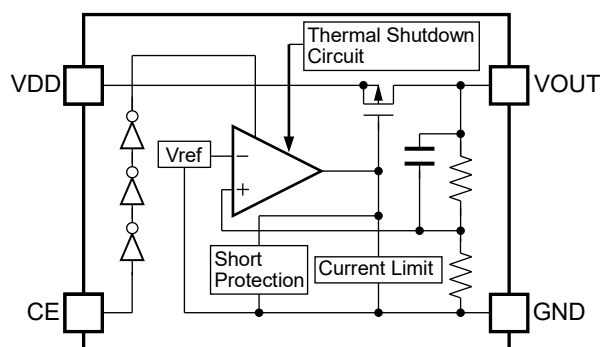 Thermal Shutdown
Circuit
VDD
VOUT
Vref
−
+
Short
Protection
Current Limit
CE
GND